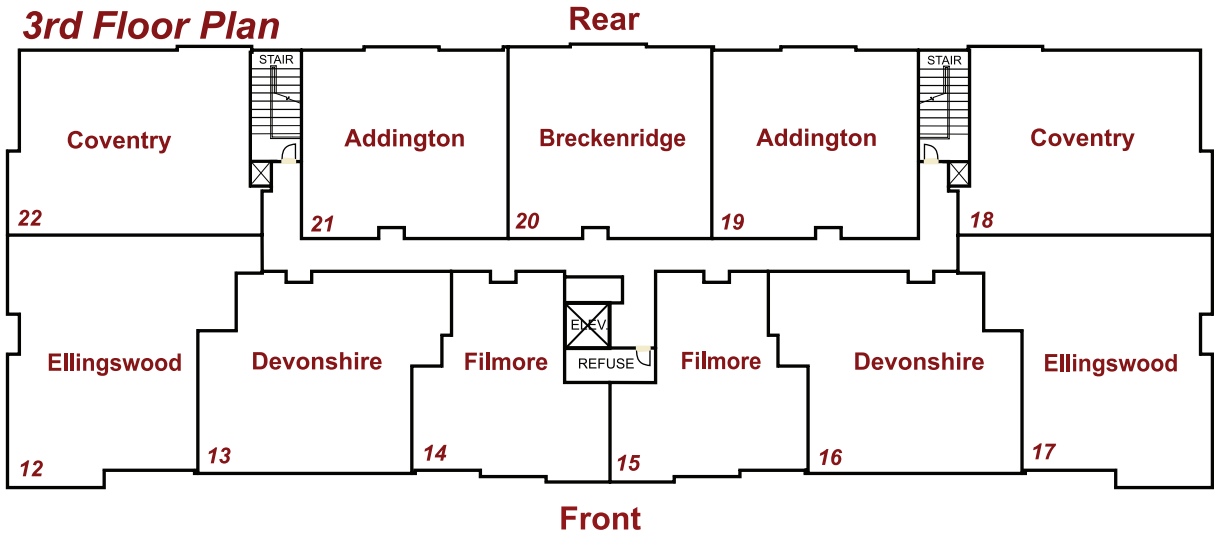 3rd Floor Plan
Rear
STAIR
STAIR
Coventry
Addington
Breckenridge
Addington
Coventry
22
21
20
19
18
ELEV.
REFUSE
Ellingswood
Devonshire
Filmore
Filmore
Devonshire
Ellingswood
12
13
14
15
16
17
Front